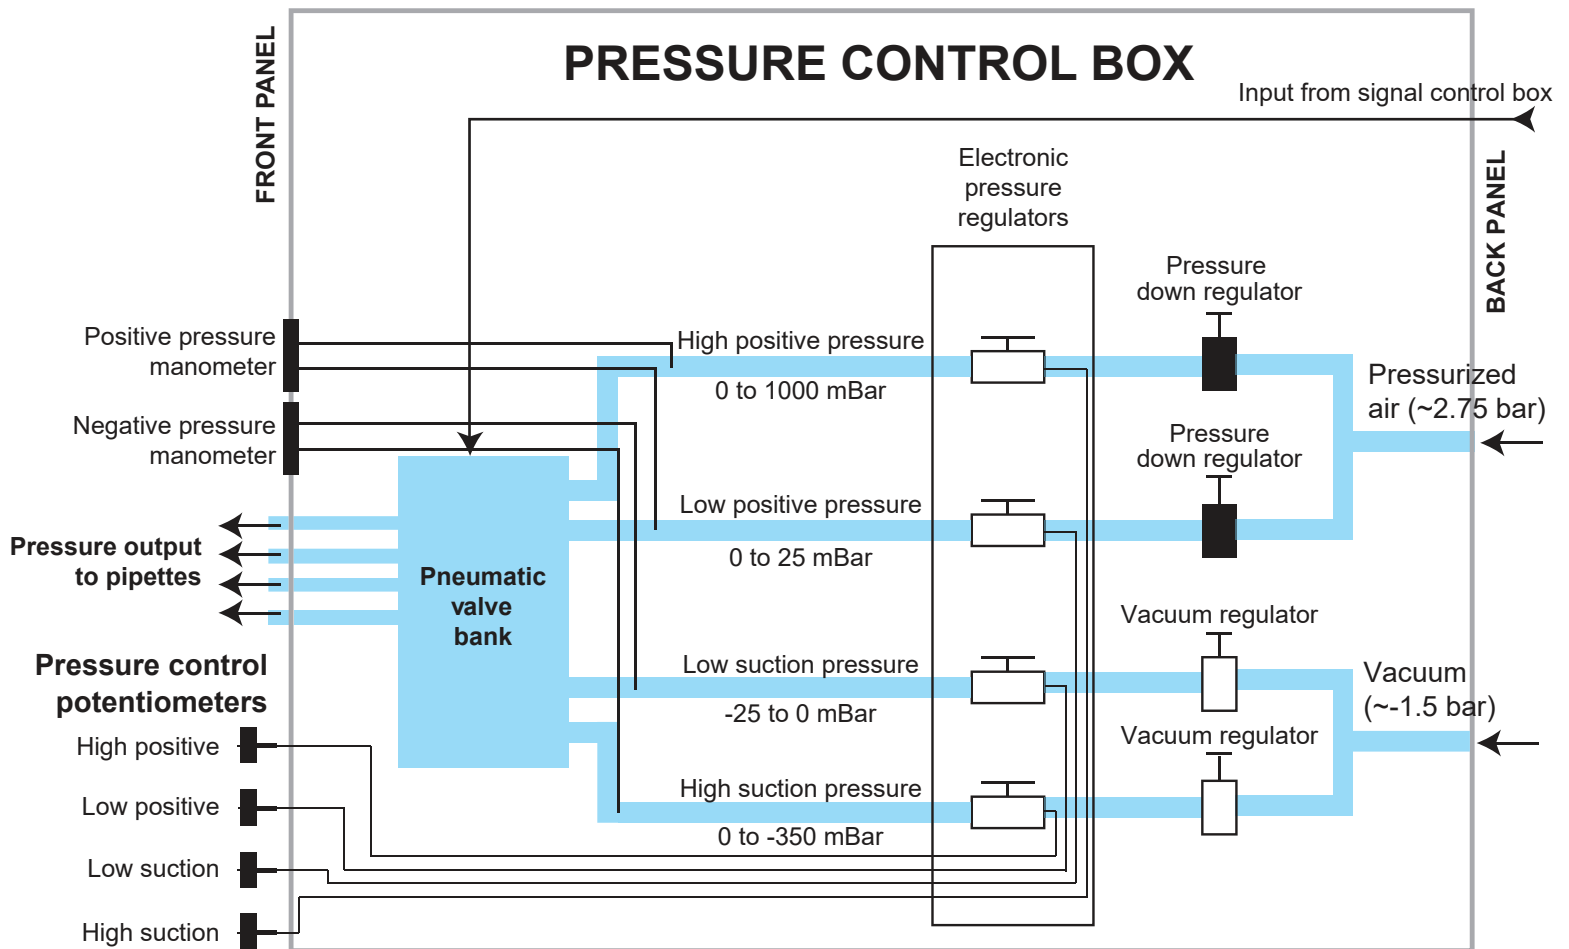 PRESSURE CONTROL BOX
FRONT PANEL
BACK PANEL
Input from signal control box
Electronic
pressure
regulators
Pressure
down regulator
Positive pressure
manometer
High positive pressure
0 to 1000 mBar
Pressurized
air (~2.75 bar)
Negative pressure
manometer
Pressure
down regulator
Low positive pressure
0 to 25 mBar
Pressure output
to pipettes
Pneumatic
valve
bank
Vacuum regulator
Low suction pressure
-25 to 0 mBar
Vacuum
(~-1.5 bar)
Vacuum regulator
High suction pressure
0 to -350 mBar
Pressure control
potentiometers
High positive
Low positive
Low suction
High suction